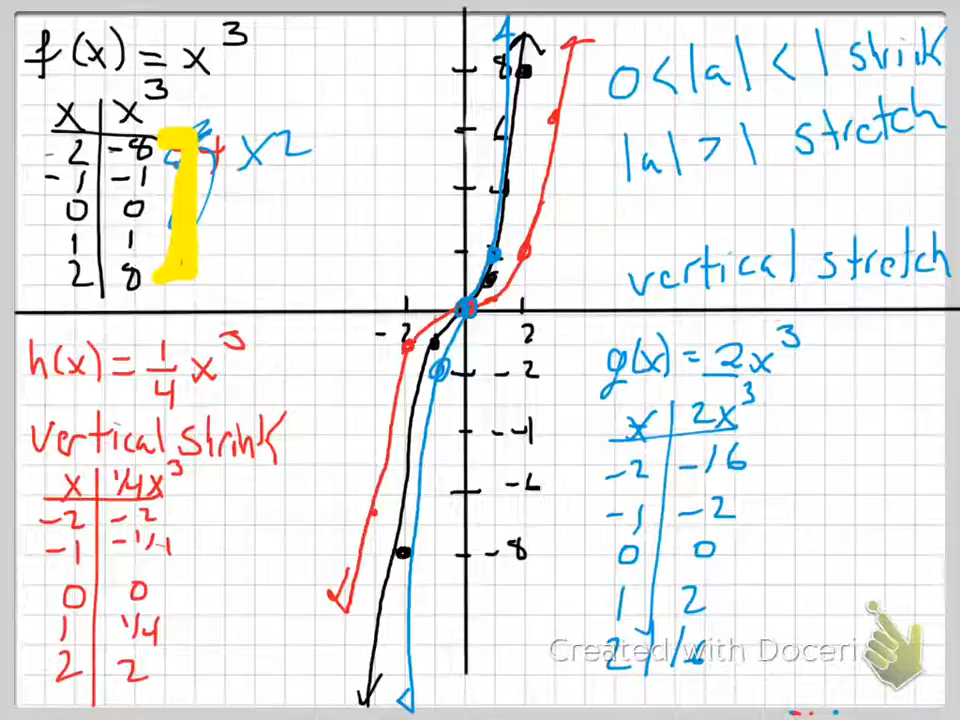 f(x) = x³
x | x³
-2 | -8
-1 | -1
0 | 0
1 | 1
2 | 8
x2
0 < |a| < 1 shrink
|a| > 1 stretch
vertical stretch
8
-2 2
-2
-4
-6
-8
h(x) = 1/4 x³
vertical shrink
x | 1/4x³
-2 | -2
-1 | -1/4
0 | 0
1 | 1/4
2 | 2
g(x) = 2x³
x | 2x³
-2 | -16
-1 | -2
0 | 0
1 | 2
2 | 16
Created with Doceri